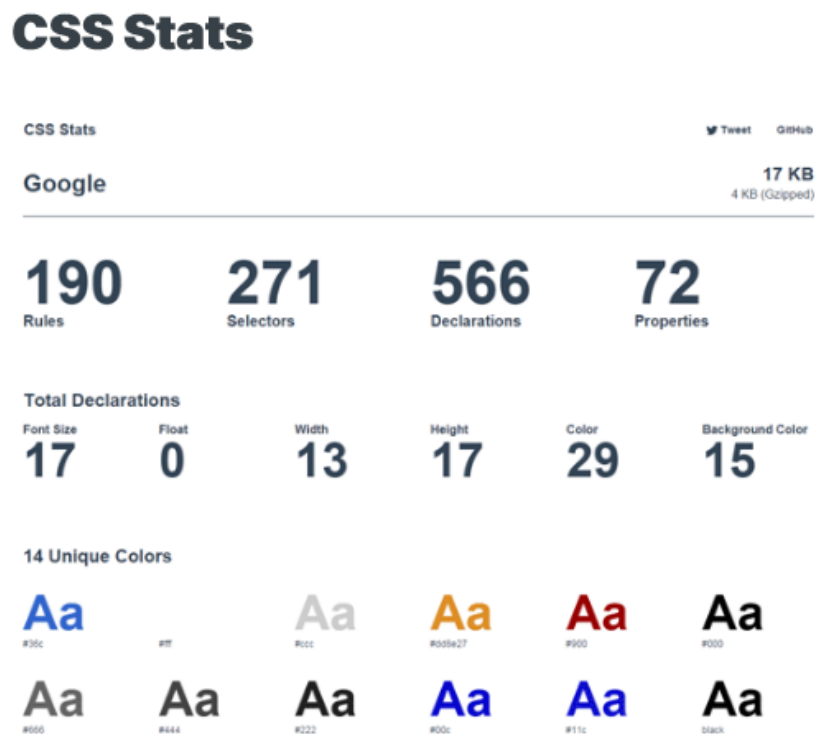 CSS Stats
CSS Stats Tweet GitHub
Google 17 KB
4 KB (Gzipped)
190 271 566 72
Rules Selectors Declarations Properties
Total Declarations
Font Size Float Width Height Color Background Color
17 0 13 17 29 15
14 Unique Colors
Aa Aa Aa Aa Aa
#36c #fff #ccc #dd8e27 #900 #000
Aa Aa Aa Aa Aa Aa
#666 #444 #222 #00c #11c black